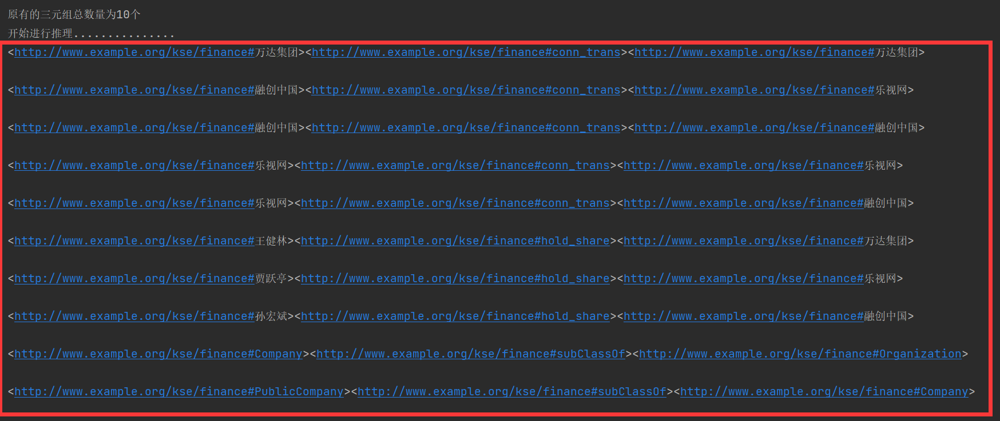 原有的三元组总数量为10个
开始进行推理...............
<http://www.example.org/kse/finance#万达集团><http://www.example.org/kse/finance#conn_trans><http://www.example.org/kse/finance#万达集团>
<http://www.example.org/kse/finance#融创中国><http://www.example.org/kse/finance#conn_trans><http://www.example.org/kse/finance#乐视网>
<http://www.example.org/kse/finance#融创中国><http://www.example.org/kse/finance#conn_trans><http://www.example.org/kse/finance#融创中国>
<http://www.example.org/kse/finance#乐视网><http://www.example.org/kse/finance#conn_trans><http://www.example.org/kse/finance#乐视网>
<http://www.example.org/kse/finance#乐视网><http://www.example.org/kse/finance#conn_trans><http://www.example.org/kse/finance#融创中国>
<http://www.example.org/kse/finance#王健林><http://www.example.org/kse/finance#hold_share><http://www.example.org/kse/finance#万达集团>
<http://www.example.org/kse/finance#贾跃亭><http://www.example.org/kse/finance#hold_share><http://www.example.org/kse/finance#乐视网>
<http://www.example.org/kse/finance#孙宏斌><http://www.example.org/kse/finance#hold_share><http://www.example.org/kse/finance#融创中国>
<http://www.example.org/kse/finance#Company><http://www.example.org/kse/finance#subClassOf><http://www.example.org/kse/finance#Organization>
<http://www.example.org/kse/finance#PublicCompany><http://www.example.org/kse/finance#subClassOf><http://www.example.org/kse/finance#Company>